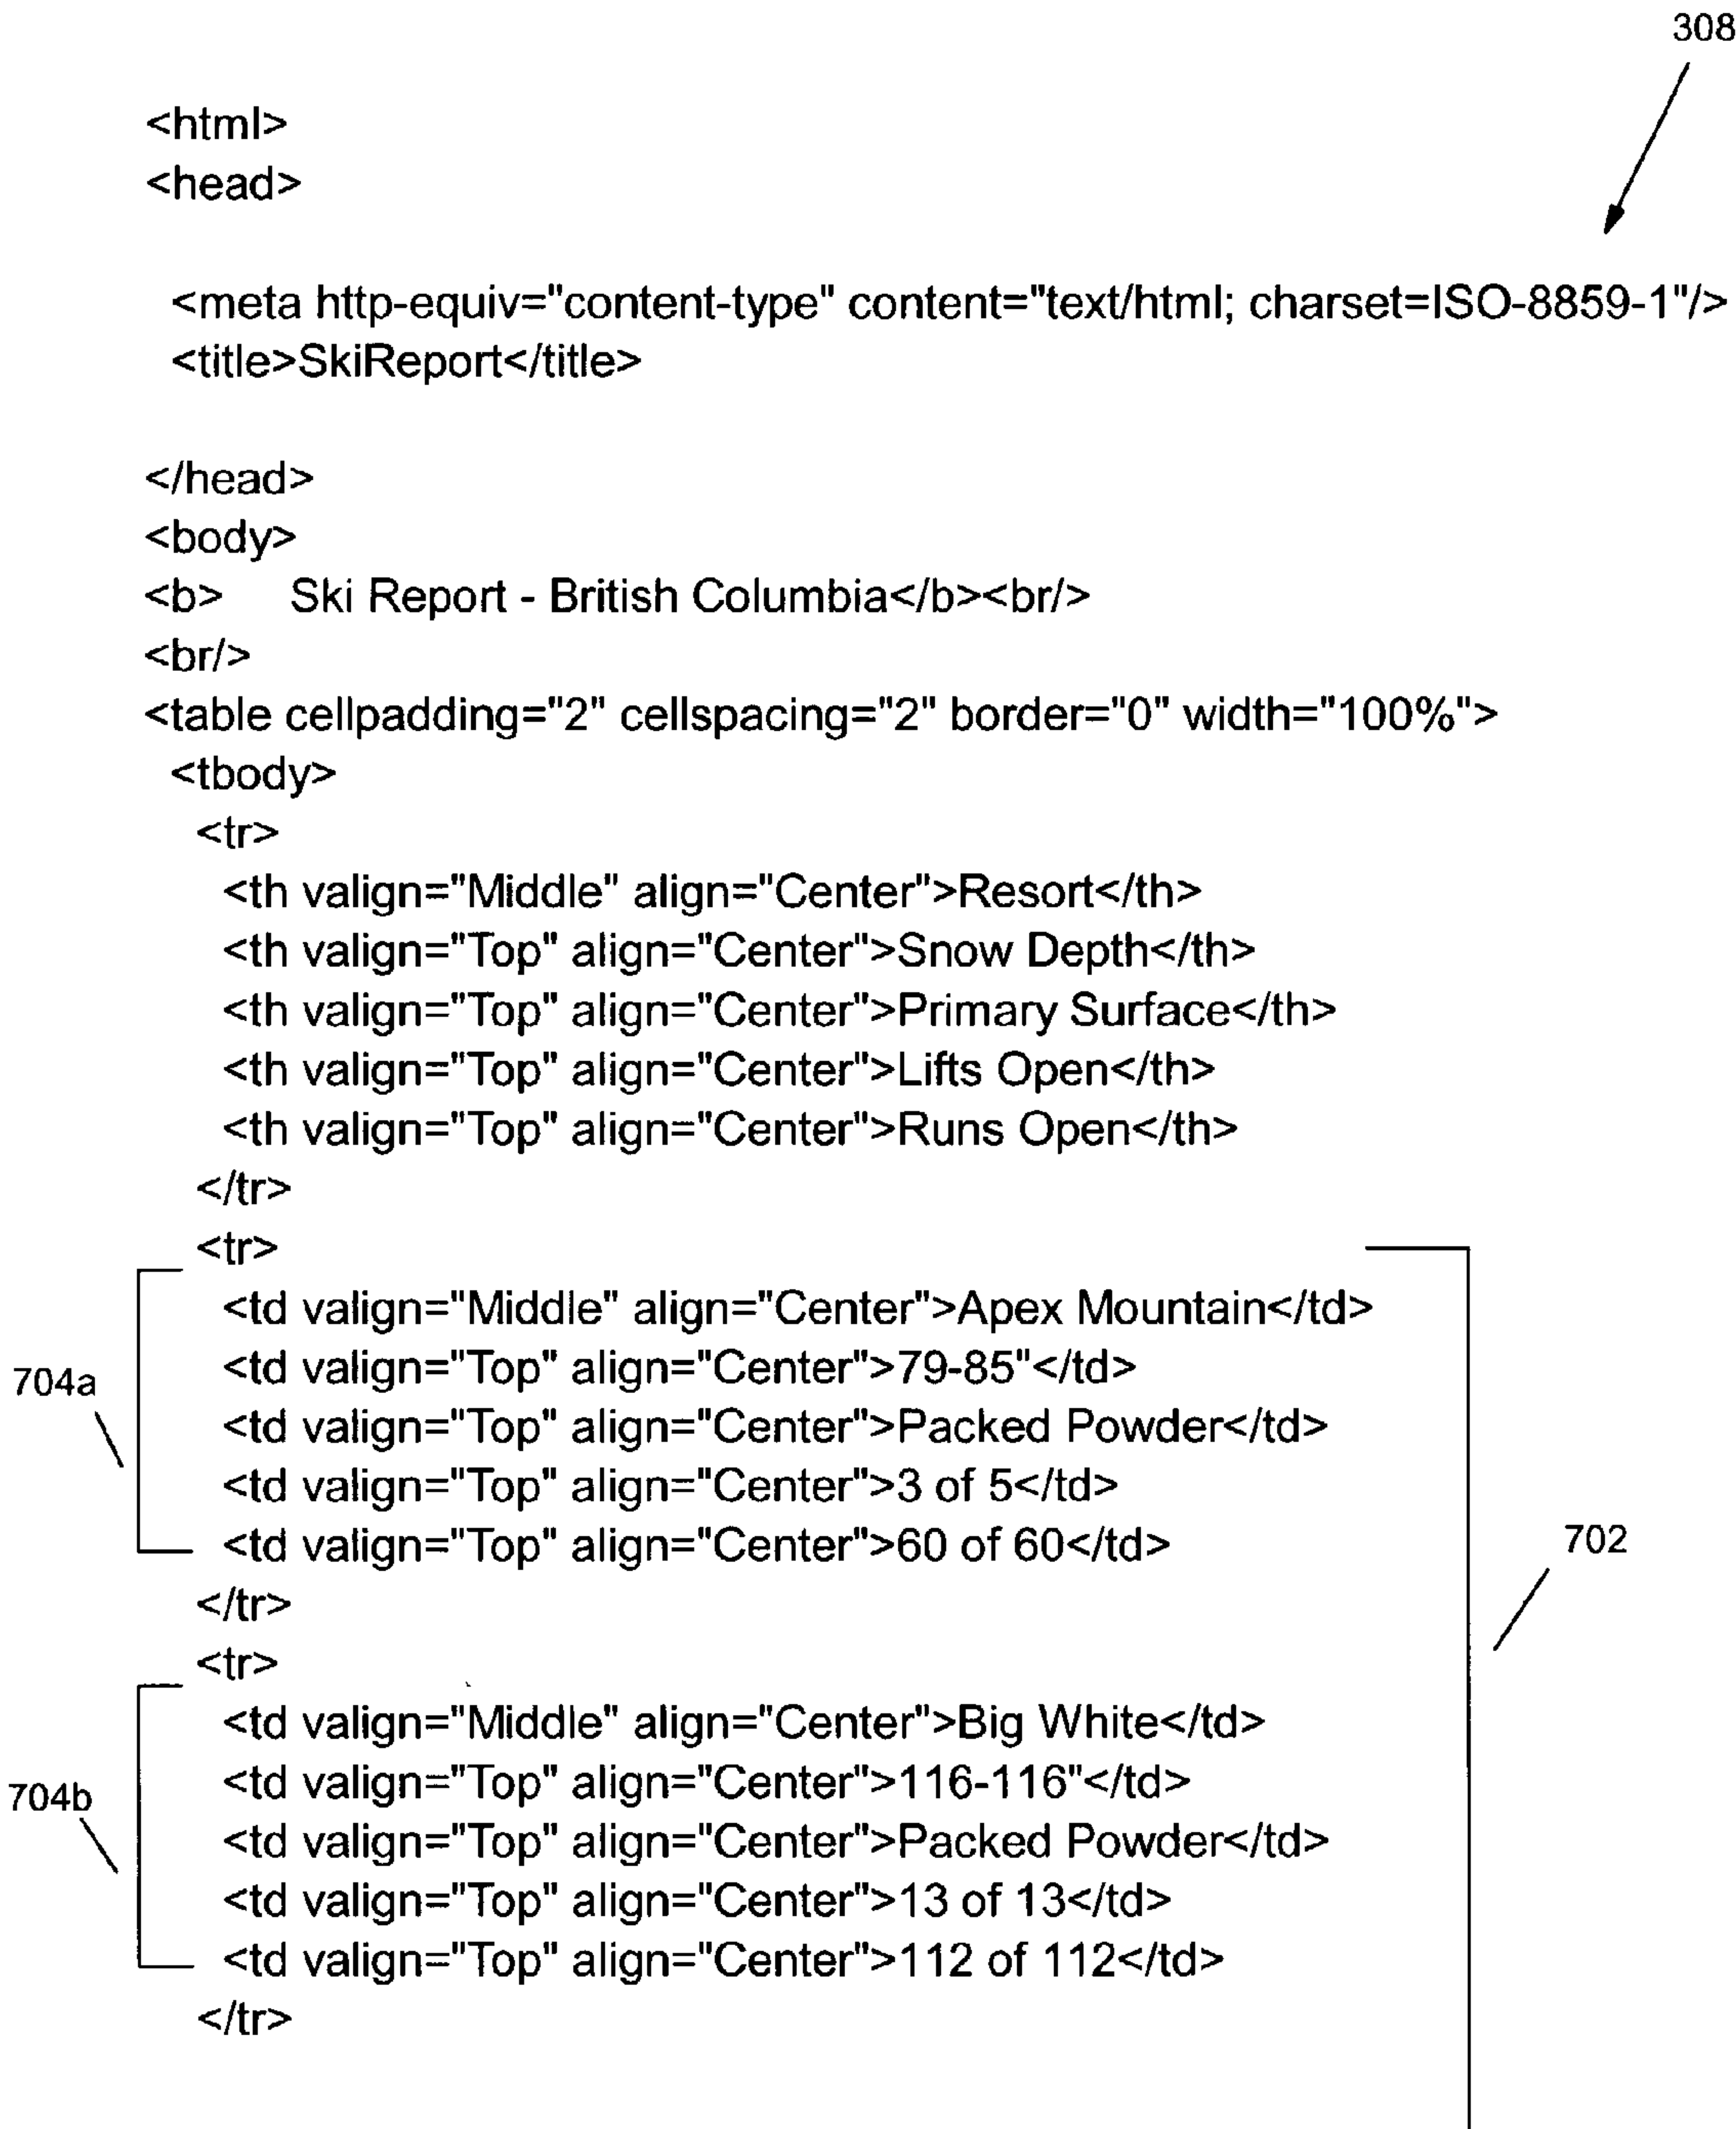 308
<html>
<head>
<meta http-equiv="content-type" content="text/html; charset=ISO-8859-1"/>
<title>SkiReport</title>
</head>
<body>
<b>     Ski Report - British Columbia</b><br/>
<br/>
<table cellpadding="2" cellspacing="2" border="0" width="100%">
<tbody>
<tr>
<th valign="Middle" align="Center">Resort</th>
<th valign="Top" align="Center">Snow Depth</th>
<th valign="Top" align="Center">Primary Surface</th>
<th valign="Top" align="Center">Lifts Open</th>
<th valign="Top" align="Center">Runs Open</th>
</tr>
<tr>
<td valign="Middle" align="Center">Apex Mountain</td>
<td valign="Top" align="Center">79-85"</td>
704a
<td valign="Top" align="Center">Packed Powder</td>
<td valign="Top" align="Center">3 of 5</td>
<td valign="Top" align="Center">60 of 60</td>
702
</tr>
<tr>
<td valign="Middle" align="Center">Big White</td>
<td valign="Top" align="Center">116-116"</td>
704b
<td valign="Top" align="Center">Packed Powder</td>
<td valign="Top" align="Center">13 of 13</td>
<td valign="Top" align="Center">112 of 112</td>
</tr>